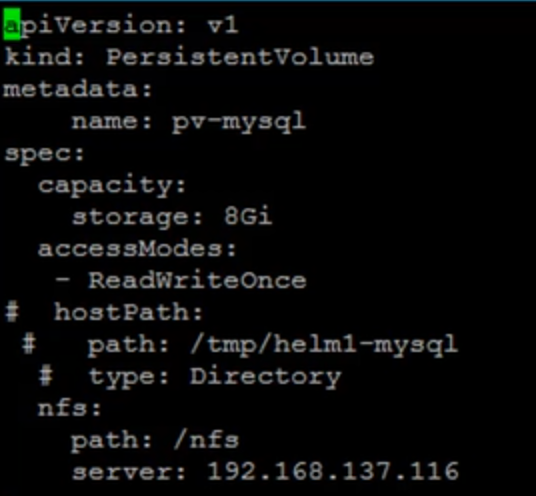 apiVersion: v1
kind: PersistentVolume
metadata:
    name: pv-mysql
spec:
  capacity:
    storage: 8Gi
  accessModes:
   - ReadWriteOnce
#  hostPath:
 #   path: /tmp/helm1-mysql
  #  type: Directory
  nfs:
    path: /nfs
    server: 192.168.137.116